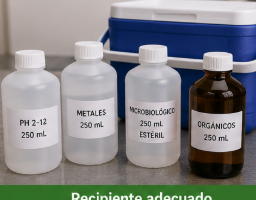 PH 2-12
250 mL
METALES
250 mL
MICROBIOLÓGICO
250 mL
ESTÉRIL
ORGÁNICOS
250 mL
Recipiente adecuado